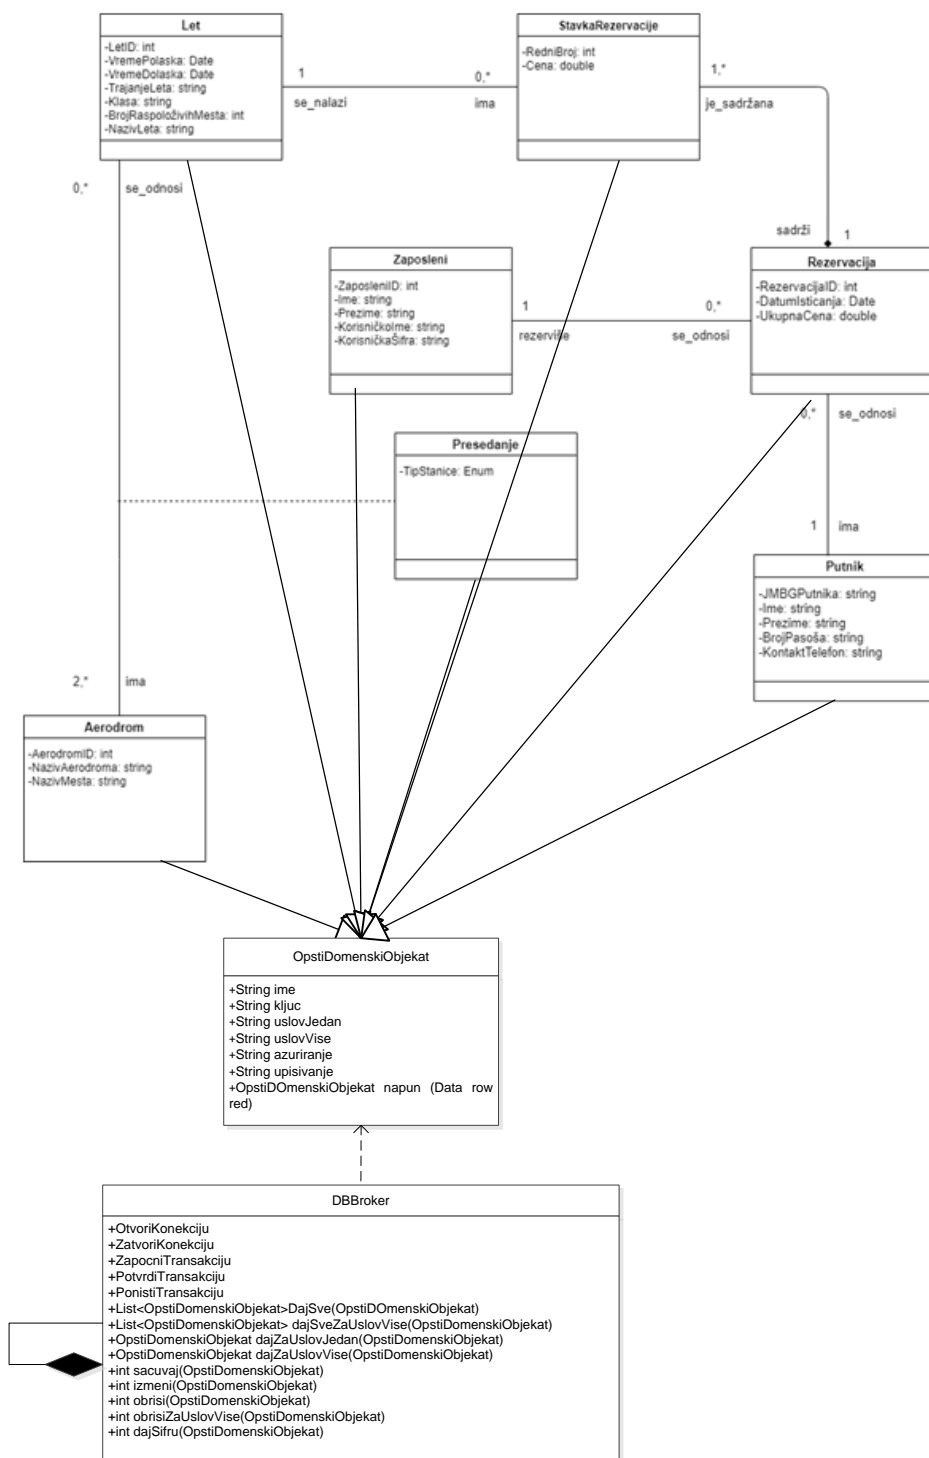 Let
-LetID: int
-VremePolaska: Date
-VremeDolaska: Date
-TrajanjeLeta: string
-Klasa: string
-BrojRaspoloživihMesta: int
-NazivLeta: string
StavkaRezervacije
-RedniBroj: int
-Cena: double
1
se_nalazi
0,*
ima
1,*
je_sadržana
0,*
se_odnosi
sadrži
1
Zaposleni
-ZaposleniID: int
-Ime: string
-Prezime: string
-KorisničkoIme: string
-KorisničkaŠifra: string
1
rezerviše
0,*
se_odnosi
Rezervacija
-RezervacijaID: int
-DatumIsticanja: Date
-UkupnaCena: double
0,*
se_odnosi
Presedanje
-TipStanice: Enum
1
ima
Putnik
-JMBGPutnika: string
-Ime: string
-Prezime: string
-BrojPasoša: string
-KontaktTelefon: string
2,*
ima
Aerodrom
-AerodromID: int
-NazivAerodroma: string
-NazivMesta: string
OpstiDomenskiObjekat
+String ime
+String kljuc
+String uslovJedan
+String uslovVise
+String azuriranje
+String upisivanje
+OpstiDOmenskiObjekat napun (Data row
red)
DBBroker
+OtvoriKonekciju
+ZatvoriKonekciju
+ZapocniTransakciju
+PotvrdiTransakciju
+PonistiTransakciju
+List<OpstiDomenskiObjekat>DajSve(OpstiDOmenskiObjekat)
+List<OpstiDomenskiObjekat> dajSveZaUslovVise(OpstiDomenskiObjekat)
+OpstiDomenskiObjekat dajZaUslovJedan(OpstiDomenskiObjekat)
+OpstiDomenskiObjekat dajZaUslovVise(OpstiDomenskiObjekat)
+int sacuvaj(OpstiDomenskiObjekat)
+int izmeni(OpstiDomenskiObjekat)
+int obrisi(OpstiDomenskiObjekat)
+int obrisiZaUslovVise(OpstiDomenskiObjekat)
+int dajSifru(OpstiDomenskiObjekat)